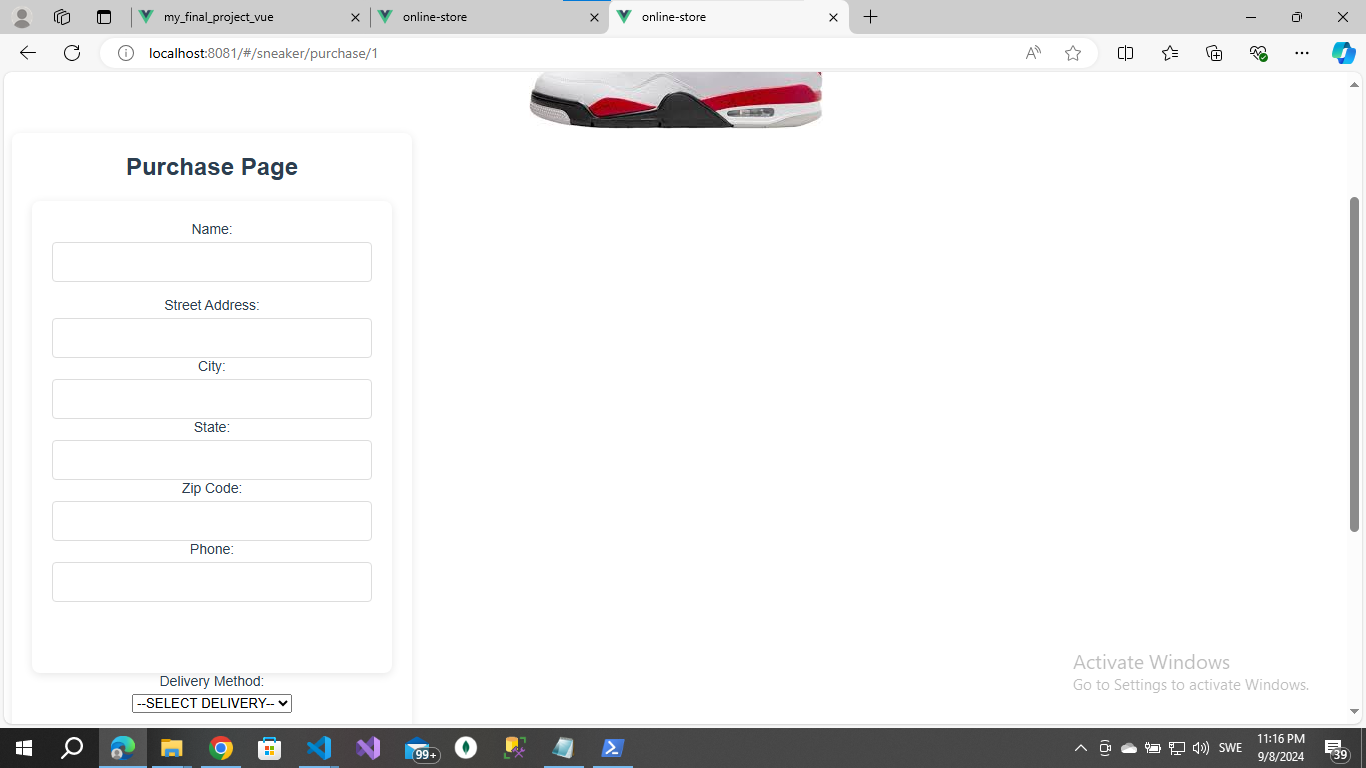 my_final_project_vue
online-store
online-store
localhost:8081/#/sneaker/purchase/1
Purchase Page
Name:
Street Address:
City:
State:
Zip Code:
Phone:
Delivery Method:
--SELECT DELIVERY--
Activate Windows
Go to Settings to activate Windows.
99+
SWE
11:16 PM
9/8/2024
39